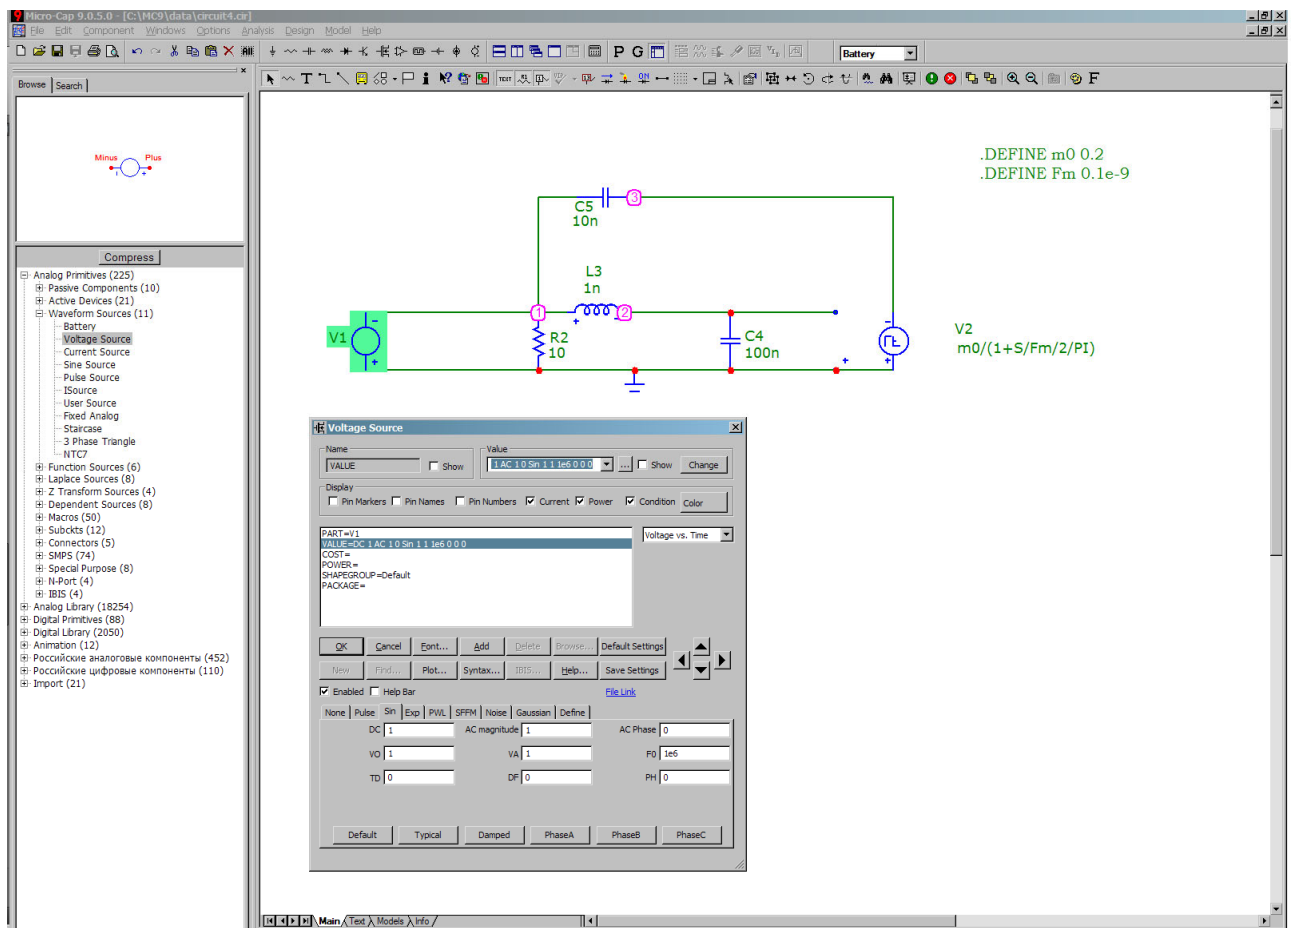 Micro-Cap 9.0.5.0 - [C:\MC9\data\circuit4.cir]
File Edit Component Windows Options Analysis Design Model Help
Battery
Browse Search
Minus Plus
Compress
Analog Primitives (225)
Passive Components (10)
Active Devices (21)
Waveform Sources (11)
Battery
Voltage Source
Current Source
Sine Source
Pulse Source
ISource
User Source
Fixed Analog
Staircase
3 Phase Triangle
NTC7
Function Sources (6)
Laplace Sources (8)
Z Transform Sources (4)
Dependent Sources (8)
Macros (50)
Subckts (12)
Connectors (5)
SMPS (74)
Special Purpose (8)
N-Port (4)
IBIS (4)
Analog Library (18254)
Digital Primitives (88)
Digital Library (2050)
Animation (12)
Российские аналоговые компоненты (452)
Российские цифровые компоненты (110)
Import (21)
.DEFINE m0 0.2
.DEFINE Fm 0.1e-9
3
C5
10n
L3
1n
1
2
V1
R2
10
C4
100n
V2
m0/(1+S/Fm/2/PI)
Voltage Source
Name
VALUE
Show
Value
1 AC 1 0 Sin 1 1 1e6 0 0 0
...
Show
Change
Display
Pin Markers Pin Names Pin Numbers Current Power Condition Color
PART=V1
VALUE=DC 1 AC 1 0 Sin 1 1 1e6 0 0 0
COST=
POWER=
SHAPEGROUP=Default
PACKAGE=
Voltage vs. Time
OK Cancel Font... Add Delete Browse... Default Settings
New Find... Plot... Syntax... IBIS... Help... Save Settings
Enabled Help Bar File Link
None Pulse Sin Exp PWL SFFM Noise Gaussian Define
DC 1 AC magnitude 1 AC Phase 0
VO 1 VA 1 F0 1e6
TD 0 DF 0 PH 0
Default Typical Damped PhaseA PhaseB PhaseC
Main Text Models Info